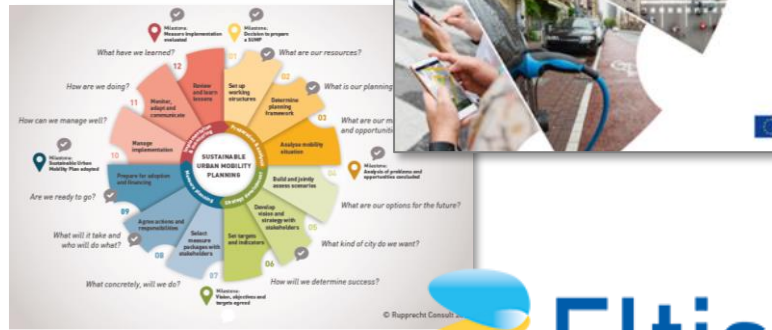 Milestone:
Measure implementation
evaluated
Milestone:
Decision to prepare
a SUMP
What have we learned?
What are our resources?
How are we doing?
What is our planning
How can we manage well?
What are our
and opportuniti
Milestone:
Sustainable Urban
Mobility Plan adopted
Milestone:
Analysis of problems and
opportunities concluded
Are we ready to go?
What are our options for the future?
What will it take and
who will do what?
What kind of city do we want?
What concretely, will we do?
How will we determine success?
Milestone:
Vision, objectives and
targets agreed
01
Set up
working
structures
02
Determine
planning
framework
03
Analyse mobility
situation
04
Build and jointly
assess scenarios
05
Develop
vision and
strategy with
stakeholders
06
Set targets
and indicators
07
Select
measure
packages with
stakeholders
08
Agree actions and
responsibilities
09
Prepare for adoption
and financing
10
Manage
implementation
11
Monitor,
adapt and
communicate
12
Review
and learn
lessons
Preparation & analysis
Strategy development
Measure planning
Implementation
& monitoring
SUSTAINABLE
URBAN MOBILITY
PLANNING
© Rupprecht Consult
Eltis